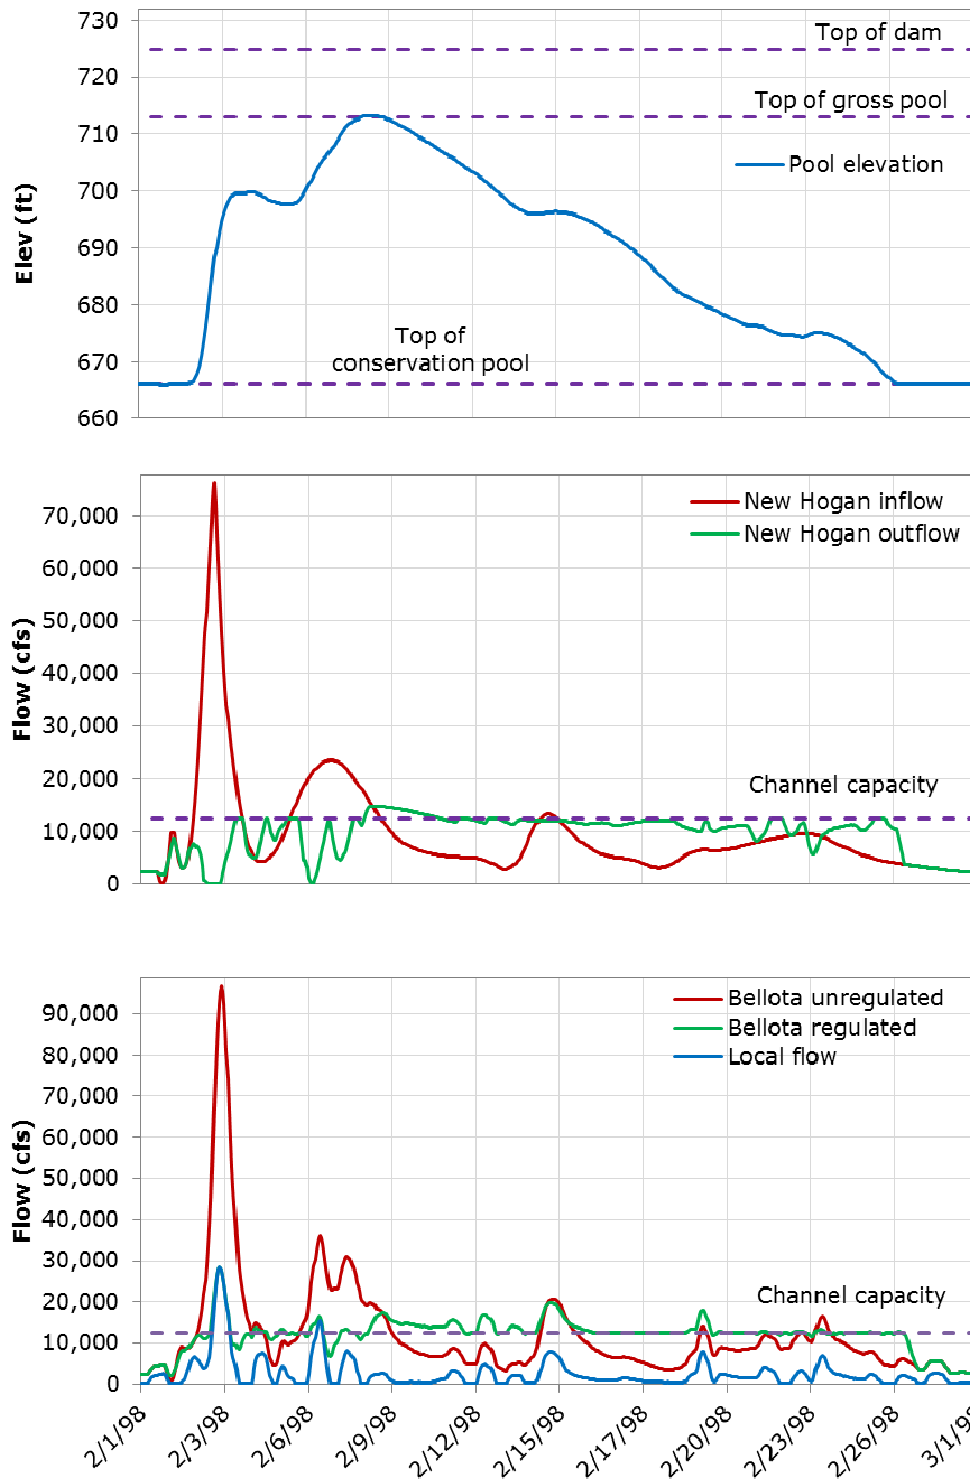 730
Top of dam
720
Top of gross pool
710
Pool elevation
700
Elev (ft)
690
680
Top of
conservation pool
670
660
New Hogan inflow
70,000
New Hogan outflow
60,000
50,000
Flow (cfs)
40,000
30,000
20,000
Channel capacity
10,000
0
Bellota unregulated
90,000
Bellota regulated
80,000
Local flow
70,000
60,000
50,000
Flow (cfs)
40,000
30,000
20,000
Channel capacity
10,000
0
2/1/98
2/3/98
2/6/98
2/9/98
2/12/98
2/15/98
2/17/98
2/20/98
2/23/98
2/26/98
3/1/9